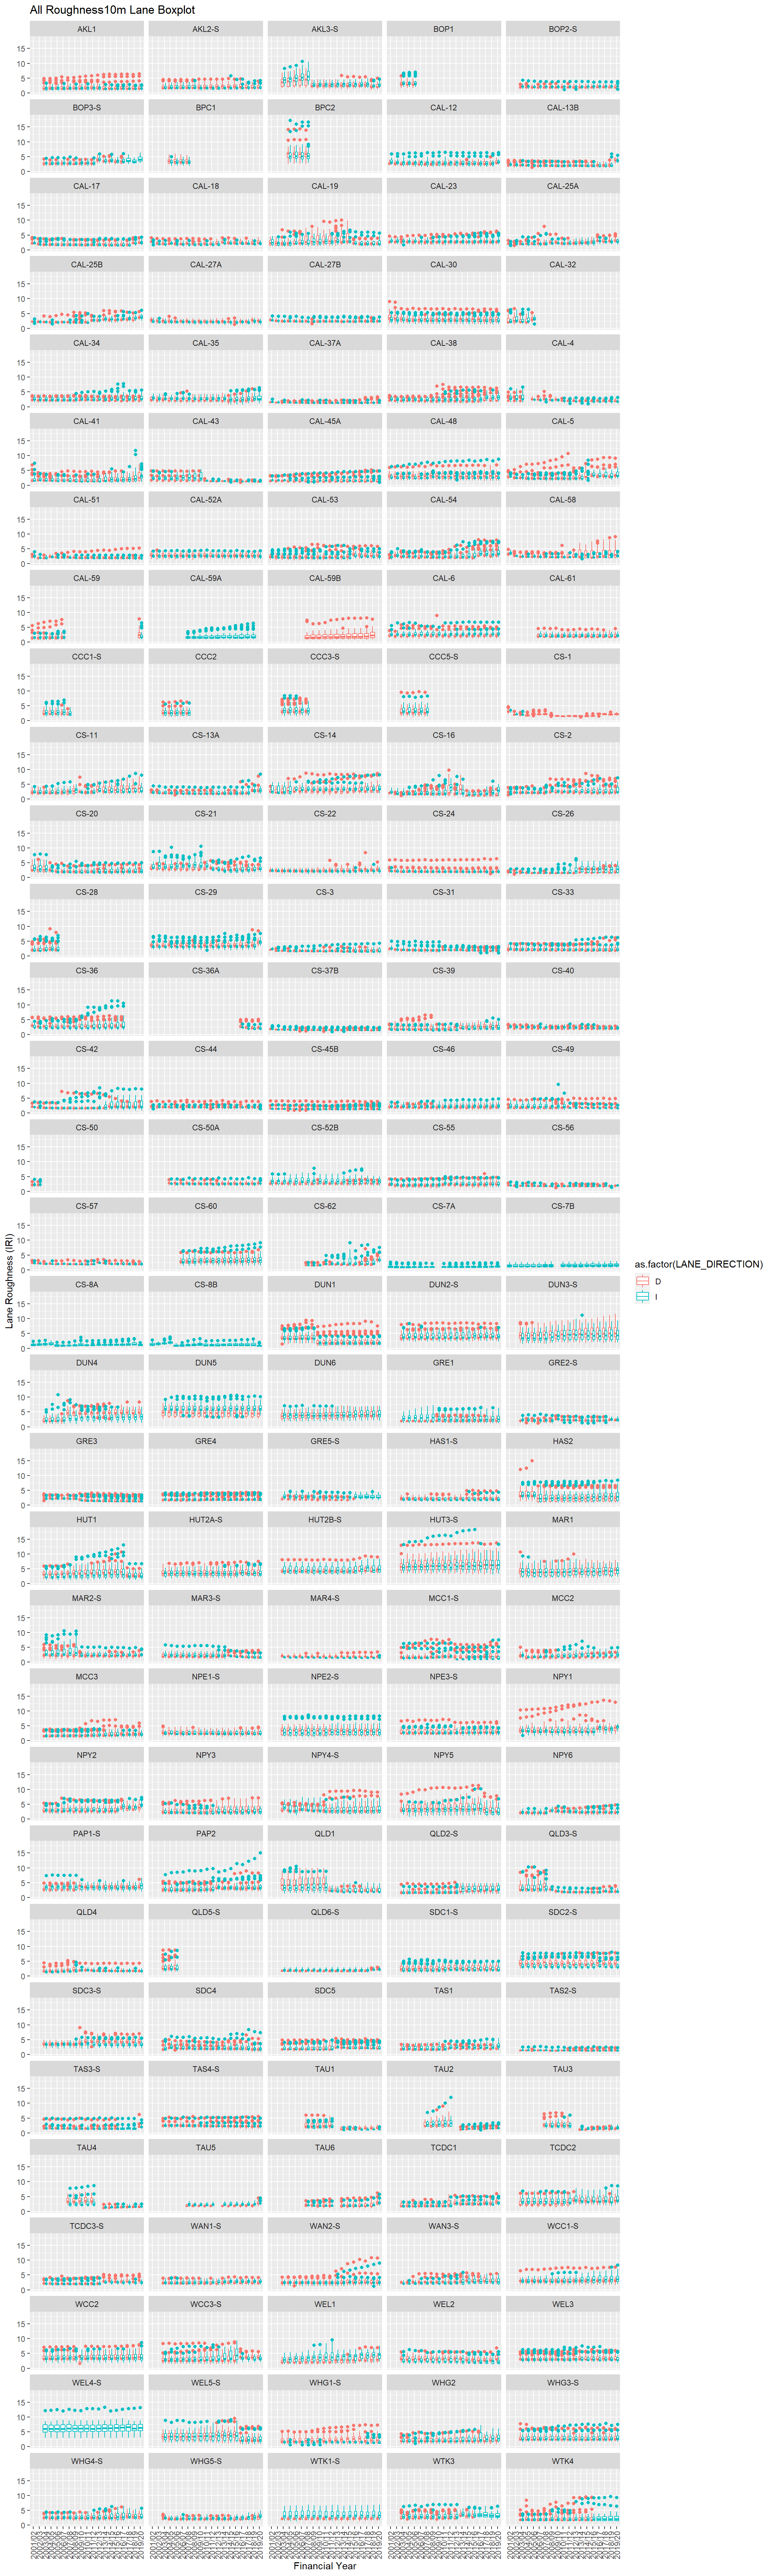 All Roughness10m Lane Boxplot
AKL1 AKL2-S AKL3-S BOP1 BOP2-S
BOP3-S BPC1 BPC2 CAL-12 CAL-13B
CAL-17 CAL-18 CAL-19 CAL-23 CAL-25A
CAL-25B CAL-27A CAL-27B CAL-30 CAL-32
CAL-34 CAL-35 CAL-37A CAL-38 CAL-4
CAL-41 CAL-43 CAL-45A CAL-48 CAL-5
CAL-51 CAL-52A CAL-53 CAL-54 CAL-58
CAL-59 CAL-59A CAL-59B CAL-6 CAL-61
CCC1-S CCC2 CCC3-S CCC5-S CS-1
CS-11 CS-13A CS-14 CS-16 CS-2
CS-20 CS-21 CS-22 CS-24 CS-26
CS-28 CS-29 CS-3 CS-31 CS-33
CS-36 CS-36A CS-37B CS-39 CS-40
CS-42 CS-44 CS-45B CS-46 CS-49
CS-50 CS-50A CS-52B CS-55 CS-56
CS-57 CS-60 CS-62 CS-7A CS-7B
CS-8A CS-8B DUN1 DUN2-S DUN3-S
DUN4 DUN5 DUN6 GRE1 GRE2-S
GRE3 GRE4 GRE5-S HAS1-S HAS2
HUT1 HUT2A-S HUT2B-S HUT3-S MAR1
MAR2-S MAR3-S MAR4-S MCC1-S MCC2
MCC3 NPE1-S NPE2-S NPE3-S NPY1
NPY2 NPY3 NPY4-S NPY5 NPY6
PAP1-S PAP2 QLD1 QLD2-S QLD3-S
QLD4 QLD5-S QLD6-S SDC1-S SDC2-S
SDC3-S SDC4 SDC5 TAS1 TAS2-S
TAS3-S TAS4-S TAU1 TAU2 TAU3
TAU4 TAU5 TAU6 TCDC1 TCDC2
TCDC3-S WAN1-S WAN2-S WAN3-S WCC1-S
WCC2 WCC3-S WEL1 WEL2 WEL3
WEL4-S WEL5-S WHG1-S WHG2 WHG3-S
WHG4-S WHG5-S WTK1-S WTK3 WTK4
15
10
5
0
Lane Roughness (IRI)
Financial Year
as.factor(LANE_DIRECTION)
D
I